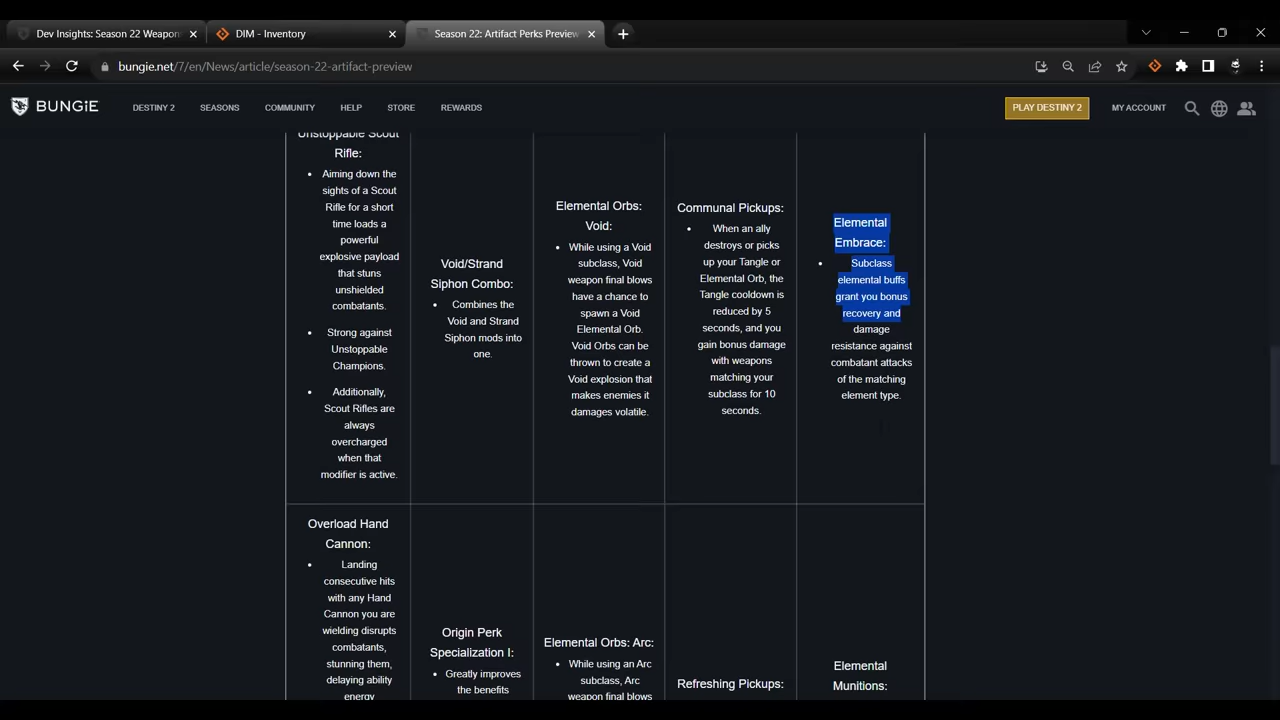 Dev Insights: Season 22 Weapon
DIM - Inventory
Season 22: Artifact Perks Preview
bungie.net/7/en/News/article/season-22-artifact-preview
BUNGiE
DESTINY 2
SEASONS
COMMUNITY
HELP
STORE
REWARDS
PLAY DESTINY 2
MY ACCOUNT
Unstoppable Scout
Rifle:
• Aiming down the
sights of a Scout
Rifle for a short
time loads a
powerful
explosive payload
that stuns
unshielded
combatants.
• Strong against
Unstoppable
Champions.
• Additionally,
Scout Rifles are
always
overcharged
when that
modifier is active.
Void/Strand
Siphon Combo:
• Combines the
Void and Strand
Siphon mods into
one.
Elemental Orbs:
Void:
• While using a Void
subclass, Void
weapon final blows
have a chance to
spawn a Void
Elemental Orb.
Void Orbs can be
thrown to create a
Void explosion that
makes enemies it
damages volatile.
Communal Pickups:
• When an ally
destroys or picks
up your Tangle or
Elemental Orb, the
Tangle cooldown is
reduced by 5
seconds, and you
gain bonus damage
with weapons
matching your
subclass for 10
seconds.
Elemental
Embrace:
• Subclass
elemental buffs
grant you bonus
recovery and
damage
resistance against
combatant attacks
of the matching
element type.
Overload Hand
Cannon:
• Landing
consecutive hits
with any Hand
Cannon you are
wielding disrupts
combatants,
stunning them,
delaying ability
energy
Origin Perk
Specialization I:
• Greatly improves
the benefits
Elemental Orbs: Arc:
• While using an Arc
subclass, Arc
weapon final blows
Refreshing Pickups:
Elemental
Munitions: